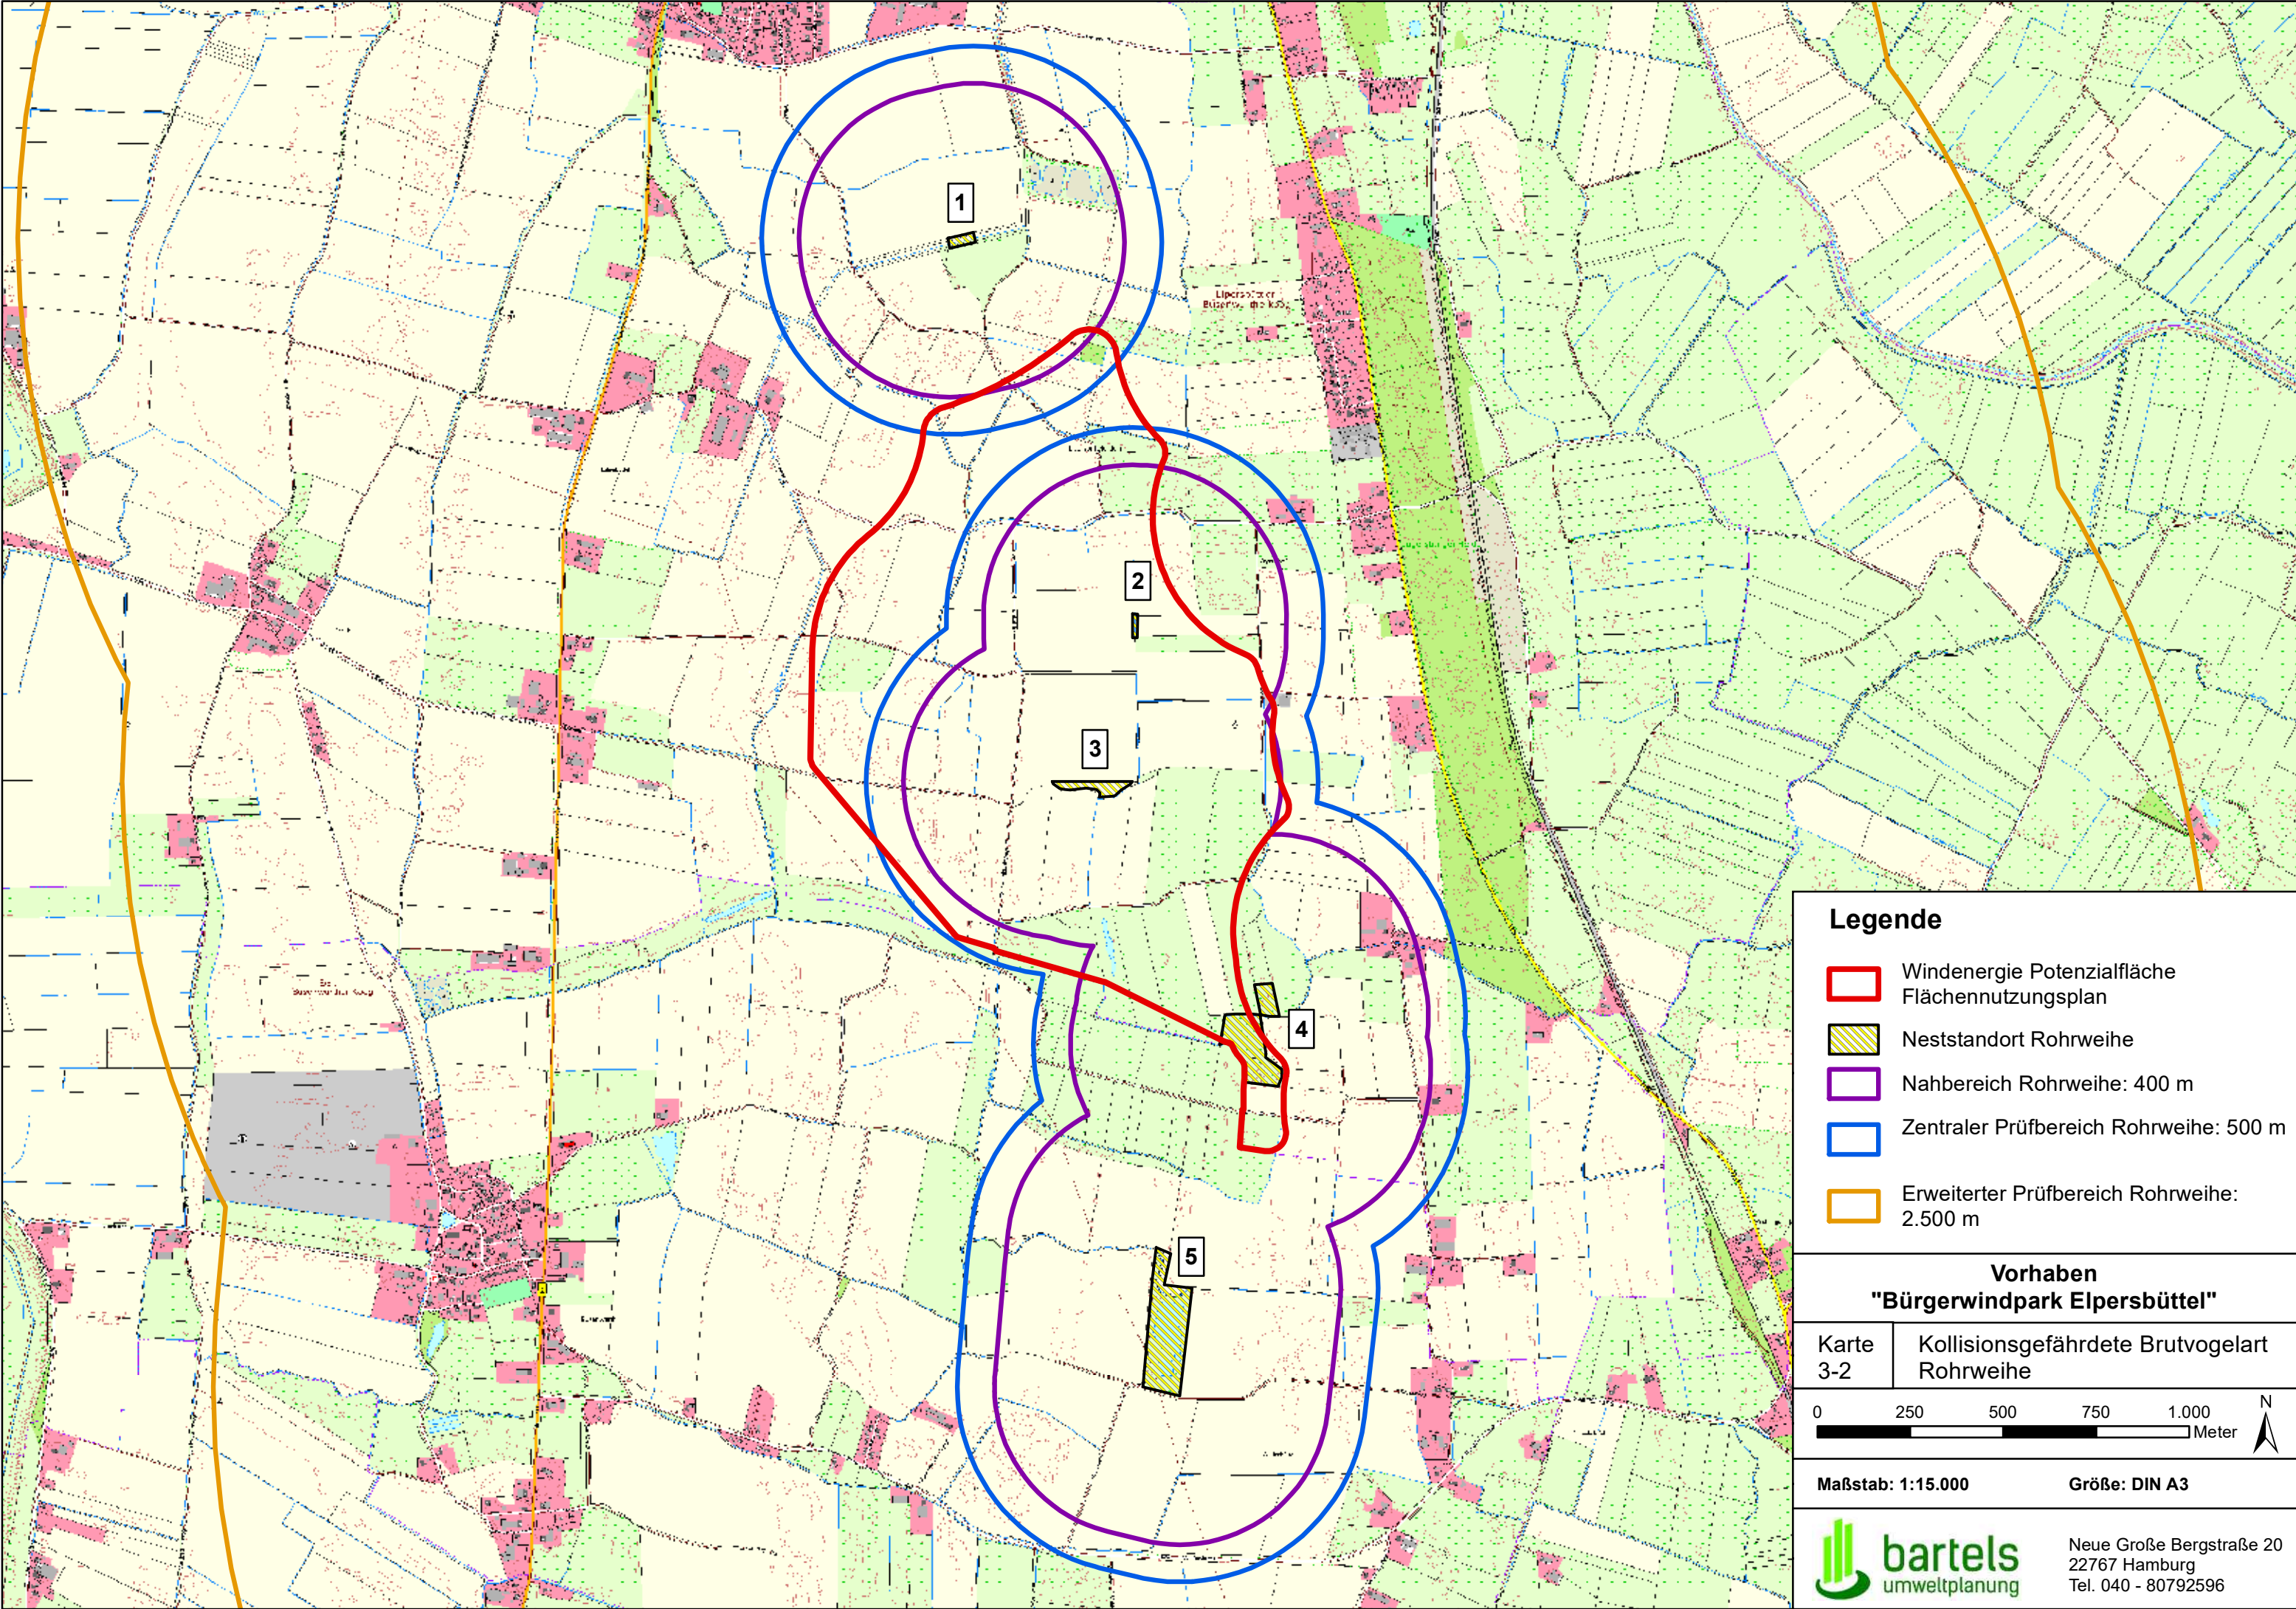 1
2
3
4
5
Legende
Windenergie Potenzialfläche
Flächennutzungsplan
Neststandort Rohrweihe
Nahbereich Rohrweihe: 400 m
Zentraler Prüfbereich Rohrweihe: 500 m
Erweiterter Prüfbereich Rohrweihe:
2.500 m
Vorhaben
"Bürgerwindpark Elpersbüttel"
Karte
3-2
Kollisionsgefährdete Brutvogelart
Rohrweihe
0 250 500 750 1.000
Meter
N
Maßstab: 1:15.000 Größe: DIN A3
bartels
umweltplanung
Neue Große Bergstraße 20
22767 Hamburg
Tel. 040 - 80792596